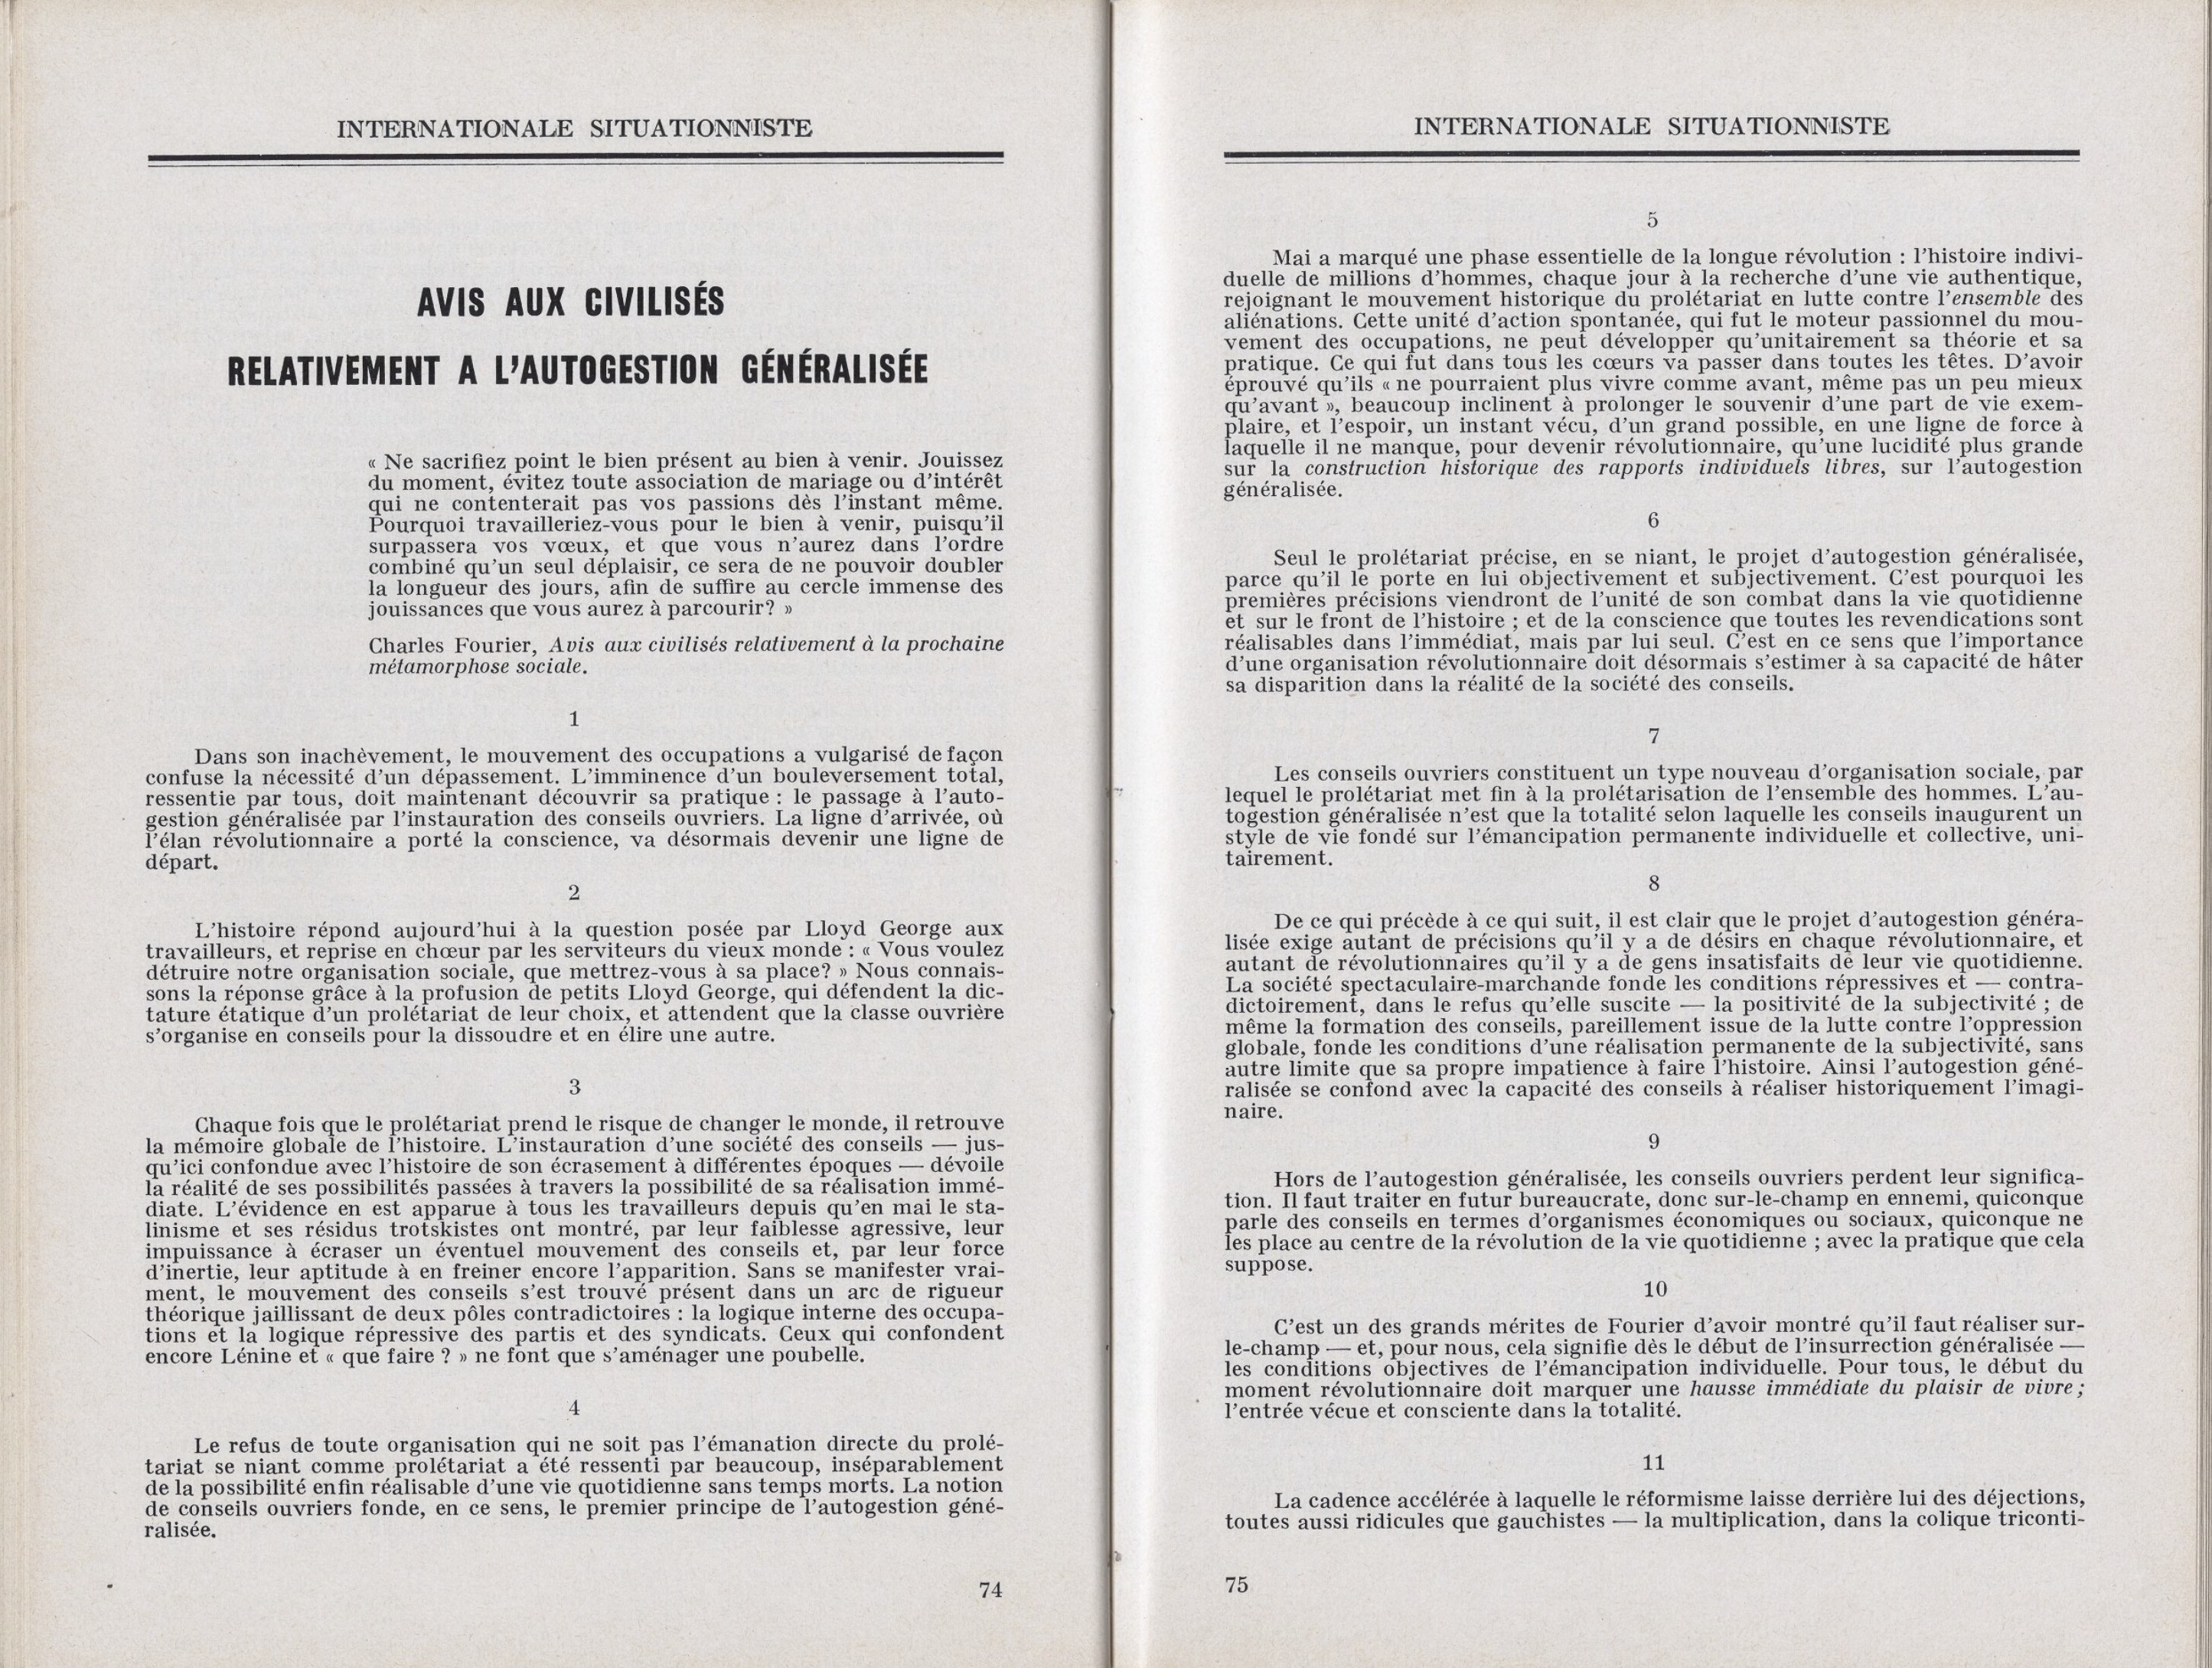 INTERNATIONALE SITUATIONNISTE
AVIS AUX CIVILISÉS
RELATIVEMENT A L'AUTOGESTION GÉNÉRALISÉE
« Ne sacrifiez point le bien présent au bien à venir. Jouissez
du moment, évitez toute association de mariage ou d'intérêt
qui ne contenterait pas vos passions dès l'instant même.
Pourquoi travailleriez-vous pour le bien à venir, puisqu'il
surpassera vos vœux, et que vous n'aurez dans l'ordre
combiné qu'un seul déplaisir, ce sera de ne pouvoir doubler
la longueur des jours, afin de suffire au cercle immense des
jouissances que vous aurez à parcourir? »
Charles Fourier, Avis aux civilisés relativement à la prochaine
métamorphose sociale.
1
Dans son inachèvement, le mouvement des occupations a vulgarisé de façon
confuse la nécessité d'un dépassement. L'imminence d'un bouleversement total,
ressentie par tous, doit maintenant découvrir sa pratique : le passage à l'auto-
gestion généralisée par l'instauration des conseils ouvriers. La ligne d'arrivée, où
l'élan révolutionnaire a porté la conscience, va désormais devenir une ligne de
départ.
2
L'histoire répond aujourd'hui à la question posée par Lloyd George aux
travailleurs, et reprise en chœur par les serviteurs du vieux monde : « Vous voulez
détruire notre organisation sociale, que mettrez-vous à sa place? » Nous connais-
sons la réponse grâce à la profusion de petits Lloyd George, qui défendent la dic-
tature étatique d'un prolétariat de leur choix, et attendent que la classe ouvrière
s'organise en conseils pour la dissoudre et en élire une autre.
3
Chaque fois que le prolétariat prend le risque de changer le monde, il retrouve
la mémoire globale de l'histoire. L'instauration d'une société des conseils — jus-
qu'ici confondue avec l'histoire de son écrasement à différentes époques — dévoile
la réalité de ses possibilités passées à travers la possibilité de sa réalisation immé-
diate. L'évidence en est apparue à tous les travailleurs depuis qu'en mai le sta-
linisme et ses résidus trotskistes ont montré, par leur faiblesse agressive, leur
impuissance à écraser un éventuel mouvement des conseils et, par leur force
d'inertie, leur aptitude à en freiner encore l'apparition. Sans se manifester vrai-
ment, le mouvement des conseils s'est trouvé présent dans un arc de rigueur
théorique jaillissant de deux pôles contradictoires : la logique interne des occupa-
tions et la logique répressive des partis et des syndicats. Ceux qui confondent
encore Lénine et « que faire ? » ne font que s'aménager une poubelle.
4
Le refus de toute organisation qui ne soit pas l'émanation directe du prolé-
tariat se niant comme prolétariat a été ressenti par beaucoup, inséparablement
de la possibilité enfin réalisable d'une vie quotidienne sans temps morts. La notion
de conseils ouvriers fonde, en ce sens, le premier principe de l'autogestion géné-
ralisée.
74
INTERNATIONALE SITUATIONNISTE
5
Mai a marqué une phase essentielle de la longue révolution : l'histoire indivi-
duelle de millions d'hommes, chaque jour à la recherche d'une vie authentique,
rejoignant le mouvement historique du prolétariat en lutte contre l'ensemble des
aliénations. Cette unité d'action spontanée, qui fut le moteur passionnel du mou-
vement des occupations, ne peut développer qu'unitairement sa théorie et sa
pratique. Ce qui fut dans tous les cœurs va passer dans toutes les têtes. D'avoir
éprouvé qu'ils « ne pourraient plus vivre comme avant, même pas un peu mieux
qu'avant », beaucoup inclinent à prolonger le souvenir d'une part de vie exem-
plaire, et l'espoir, un instant vécu, d'un grand possible, en une ligne de force à
laquelle il ne manque, pour devenir révolutionnaire, qu'une lucidité plus grande
sur la construction historique des rapports individuels libres, sur l'autogestion
généralisée.
6
Seul le prolétariat précise, en se niant, le projet d'autogestion généralisée,
parce qu'il le porte en lui objectivement et subjectivement. C'est pourquoi les
premières précisions viendront de l'unité de son combat dans la vie quotidienne
et sur le front de l'histoire ; et de la conscience que toutes les revendications sont
réalisables dans l'immédiat, mais par lui seul. C'est en ce sens que l'importance
d'une organisation révolutionnaire doit désormais s'estimer à sa capacité de hâter
sa disparition dans la réalité de la société des conseils.
7
Les conseils ouvriers constituent un type nouveau d'organisation sociale, par
lequel le prolétariat met fin à la prolétarisation de l'ensemble des hommes. L'au-
togestion généralisée n'est que la totalité selon laquelle les conseils inaugurent un
style de vie fondé sur l'émancipation permanente individuelle et collective, uni-
tairement.
8
De ce qui précède à ce qui suit, il est clair que le projet d'autogestion généra-
lisée exige autant de précisions qu'il y a de désirs en chaque révolutionnaire, et
autant de révolutionnaires qu'il y a de gens insatisfaits de leur vie quotidienne.
La société spectaculaire-marchande fonde les conditions répressives et — contra-
dictoirement, dans le refus qu'elle suscite — la positivité de la subjectivité ; de
même la formation des conseils, pareillement issue de la lutte contre l'oppression
globale, fonde les conditions d'une réalisation permanente de la subjectivité, sans
autre limite que sa propre impatience à faire l'histoire. Ainsi l'autogestion géné-
ralisée se confond avec la capacité des conseils à réaliser historiquement l'imagi-
naire.
9
Hors de l'autogestion généralisée, les conseils ouvriers perdent leur significa-
tion. Il faut traiter en futur bureaucrate, donc sur-le-champ en ennemi, quiconque
parle des conseils en termes d'organismes économiques ou sociaux, quiconque ne
les place au centre de la révolution de la vie quotidienne ; avec la pratique que cela
suppose.
10
C'est un des grands mérites de Fourier d'avoir montré qu'il faut réaliser sur-
le-champ — et, pour nous, cela signifie dès le début de l'insurrection généralisée —
les conditions objectives de l'émancipation individuelle. Pour tous, le début du
moment révolutionnaire doit marquer une hausse immédiate du plaisir de vivre ;
l'entrée vécue et consciente dans la totalité.
11
La cadence accélérée à laquelle le réformisme laisse derrière lui des déjections,
toutes aussi ridicules que gauchistes — la multiplication, dans la colique triconti-
75